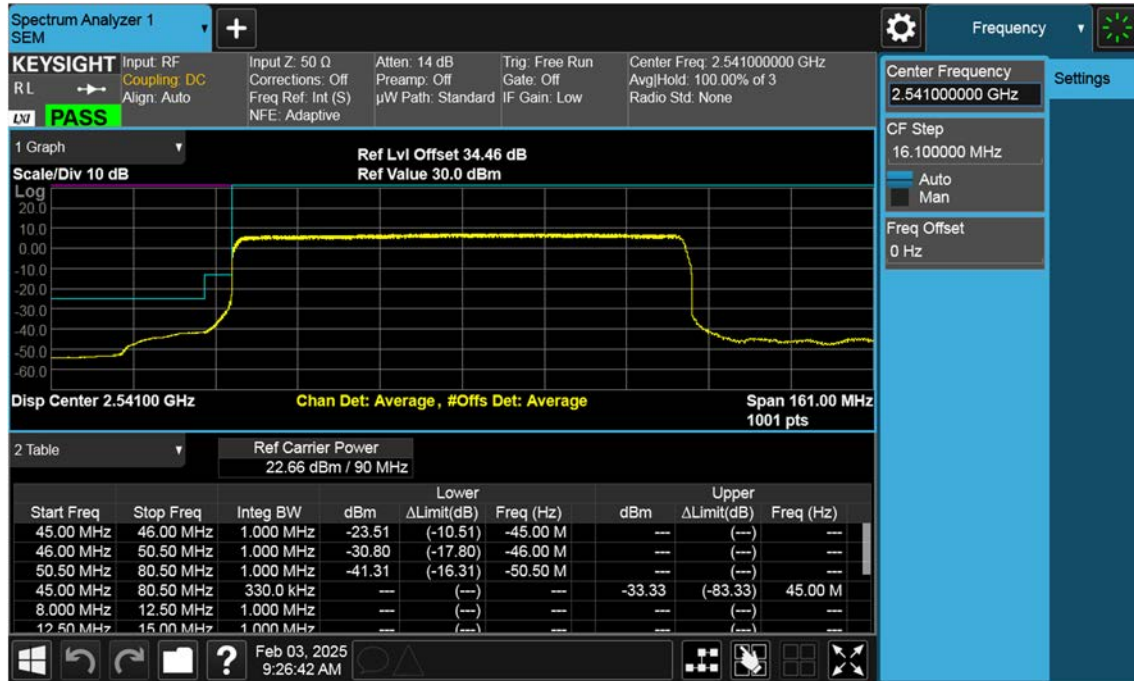 Spectrum Analyzer 1
SEM
Frequency
KEYSIGHT
R L
LXI
PASS
Input: RF
Coupling: DC
Align: Auto
Input Z: 50 Ω
Corrections: Off
Freq Ref: Int (S)
NFE: Adaptive
Atten: 14 dB
Preamp: Off
µW Path: Standard
Trig: Free Run
Gate: Off
IF Gain: Low
Center Freq: 2.541000000 GHz
Avg|Hold: 100.00% of 3
Radio Std: None
Center Frequency
2.541000000 GHz
Settings
CF Step
16.100000 MHz
Auto
Man
Freq Offset
0 Hz
1 Graph
Scale/Div 10 dB
Ref Lvl Offset 34.46 dB
Ref Value 30.0 dBm
Log
20.0
10.0
0.00
-10.0
-20.0
-30.0
-40.0
-50.0
-60.0
Disp Center 2.54100 GHz
Chan Det: Average, #Offs Det: Average
Span 161.00 MHz
1001 pts
2 Table
Ref Carrier Power
22.66 dBm / 90 MHz
Lower Upper
Start Freq Stop Freq Integ BW dBm ΔLimit(dB) Freq (Hz) dBm ΔLimit(dB) Freq (Hz)
45.00 MHz 46.00 MHz 1.000 MHz -23.51 (-10.51) -45.00 M --- (---) ---
46.00 MHz 50.50 MHz 1.000 MHz -30.80 (-17.80) -46.00 M --- (---) ---
50.50 MHz 80.50 MHz 1.000 MHz -41.31 (-16.31) -50.50 M --- (---) ---
45.00 MHz 80.50 MHz 330.0 kHz --- (---) --- -33.33 (-83.33) 45.00 M
8.000 MHz 12.50 MHz 1.000 MHz --- (---) --- --- (---) ---
12.50 MHz 15.00 MHz 1.000 MHz --- (---) --- --- (---) ---
?
Feb 03, 2025
9:26:42 AM